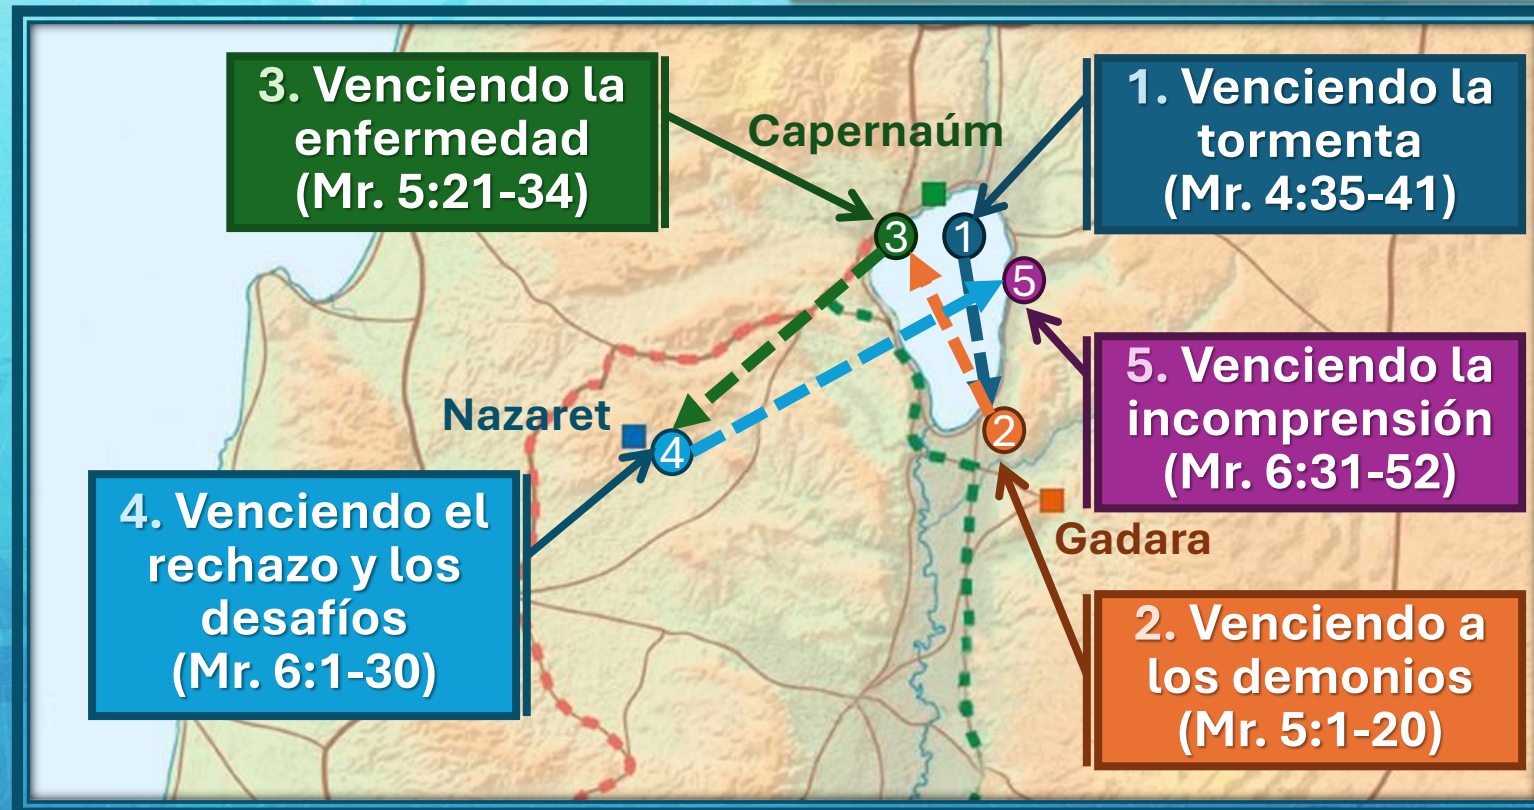 3. Venciendo la
enfermedad
(Mr. 5:21-34)
Capernaúm
1. Venciendo la
tormenta
(Mr. 4:35-41)
3
1
5
5. Venciendo la
incomprensión
(Mr. 6:31-52)
Nazaret
4
2
4. Venciendo el
rechazo y los
desafíos
(Mr. 6:1-30)
Gadara
2. Venciendo a
los demonios
(Mr. 5:1-20)